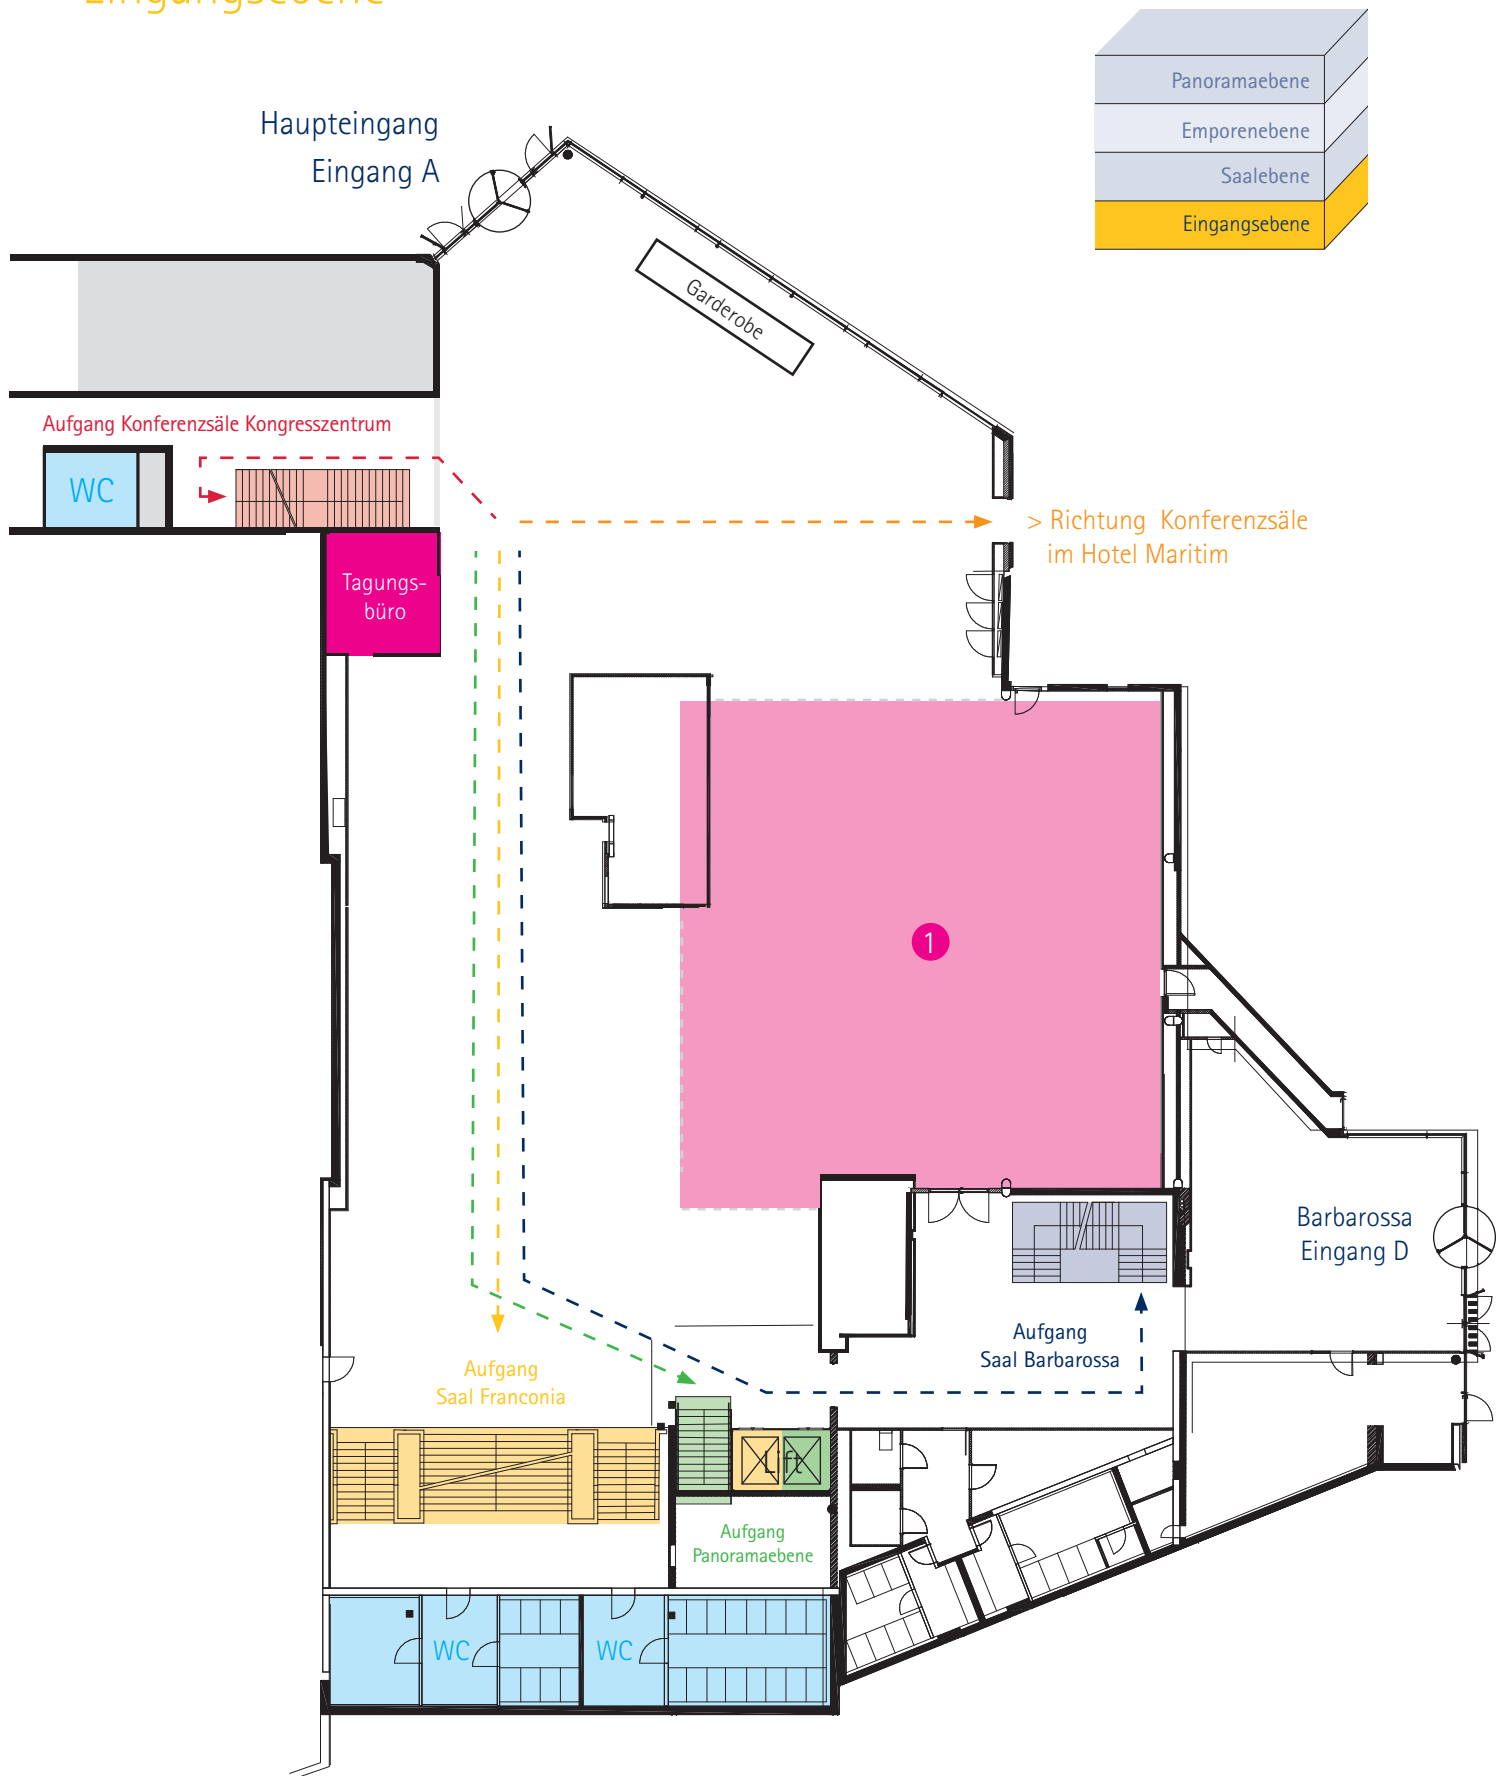 Eingangsebene
Panoramaebene
Emporenebene
Saalebene
Eingangsebene
Haupteingang
Eingang A
Garderobe
Aufgang Konferenzsäle Kongresszentrum
WC
> Richtung Konferenzsäle
im Hotel Maritim
Tagungs-
büro
1
Barbarossa
Eingang D
Aufgang
Saal Barbarossa
Aufgang
Saal Franconia
Lift
Aufgang
Panoramaebene
WC
WC